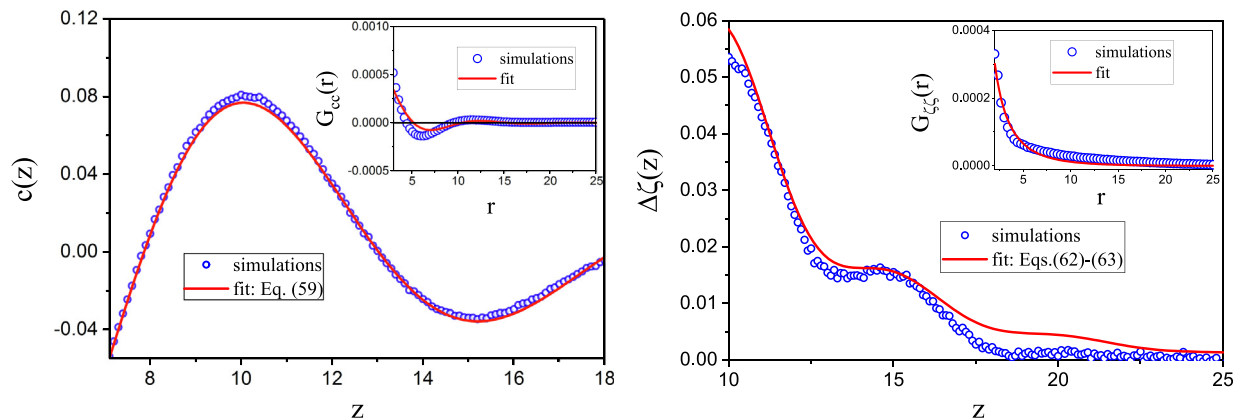 0.12
0.08
0.04
0.00
-0.04
8
10
12
14
16
18
c(z)
z
simulations
fit: Eq. (59)
0.0010
0.0005
0.0000
-0.0005
5
10
15
20
25
G_cc(r)
r
simulations
fit
0.06
0.05
0.04
0.03
0.02
0.01
0.00
10
15
20
25
Δζ(z)
z
simulations
fit: Eqs.(62)-(63)
0.0004
0.0002
0.0000
5
10
15
20
25
G_ζζ(r)
r
simulations
fit